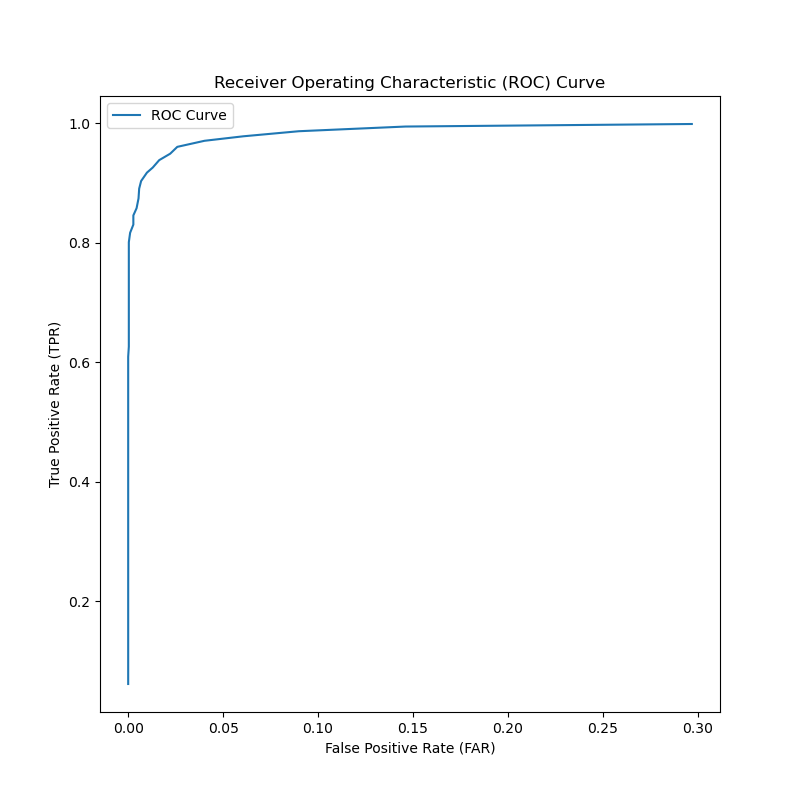 Receiver Operating Characteristic (ROC) Curve
ROC Curve
1.0
0.8
0.6
0.4
0.2
True Positive Rate (TPR)
0.00 0.05 0.10 0.15 0.20 0.25 0.30
False Positive Rate (FAR)